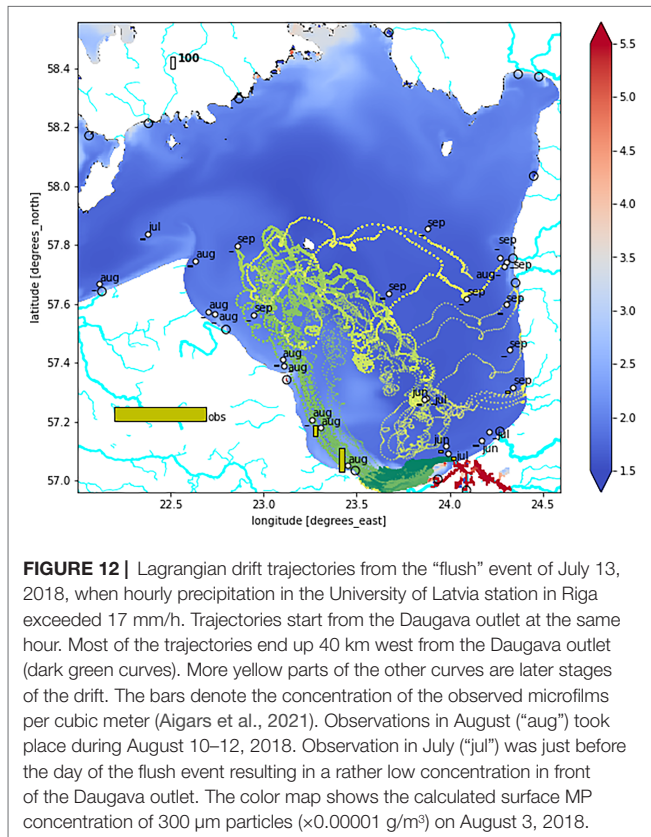 58.4
58.2
58.0
57.8
57.6
57.4
57.2
57.0
latitude [degrees_north]
100
jul
aug
aug
sep
sep
sep
sep
aug
sep
aug
aug
aug
sep
sep
sep
sep
aug
aug
sep
sep
jun
jul
aug
aug
obs
aug
jun
jul
jul
jun
22.5
23.0
23.5
24.0
24.5
longitude [degrees_east]
5.5
5.0
4.5
4.0
3.5
3.0
2.5
2.0
1.5
FIGURE 12 | Lagrangian drift trajectories from the “flush” event of July 13,
2018, when hourly precipitation in the University of Latvia station in Riga
exceeded 17 mm/h. Trajectories start from the Daugava outlet at the same
hour. Most of the trajectories end up 40 km west from the Daugava outlet
(dark green curves). More yellow parts of the other curves are later stages
of the drift. The bars denote the concentration of the observed microfilms
per cubic meter (Aigars et al., 2021). Observations in August (“aug”) took
place during August 10–12, 2018. Observation in July (“jul”) was just before
the day of the flush event resulting in a rather low concentration in front
of the Daugava outlet. The color map shows the calculated surface MP
concentration of 300 µm particles (×0.00001 g/m³) on August 3, 2018.